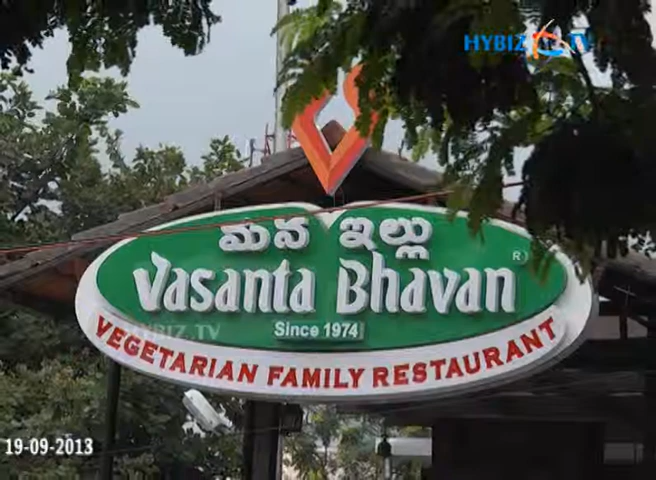 HYBIZ TV
మన ఇల్లు
Vasanta Bhavan ®
HYBIZ.TV
Since 1974
VEGETARIAN FAMILY RESTAURANT
19-09-2013